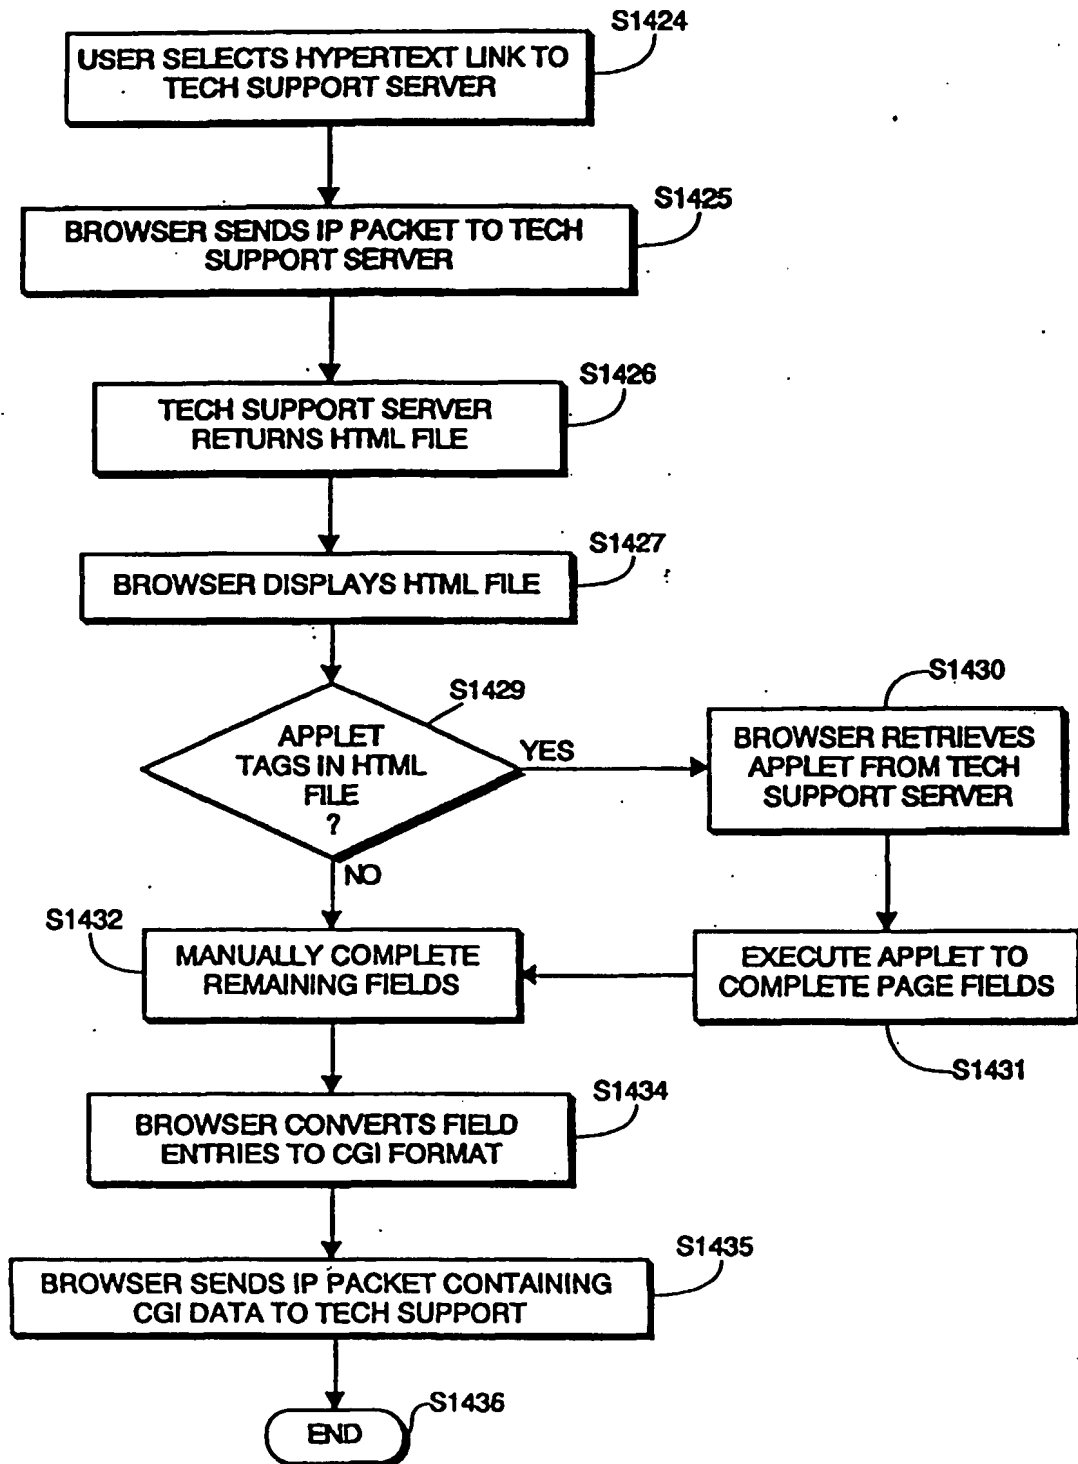 S1424
USER SELECTS HYPERTEXT LINK TO
TECH SUPPORT SERVER
S1425
BROWSER SENDS IP PACKET TO TECH
SUPPORT SERVER
S1426
TECH SUPPORT SERVER
RETURNS HTML FILE
S1427
BROWSER DISPLAYS HTML FILE
S1429
APPLET
TAGS IN HTML
FILE
?
YES
NO
S1430
BROWSER RETRIEVES
APPLET FROM TECH
SUPPORT SERVER
EXECUTE APPLET TO
COMPLETE PAGE FIELDS
S1431
S1432
MANUALLY COMPLETE
REMAINING FIELDS
S1434
BROWSER CONVERTS FIELD
ENTRIES TO CGI FORMAT
S1435
BROWSER SENDS IP PACKET CONTAINING
CGI DATA TO TECH SUPPORT
S1436
END